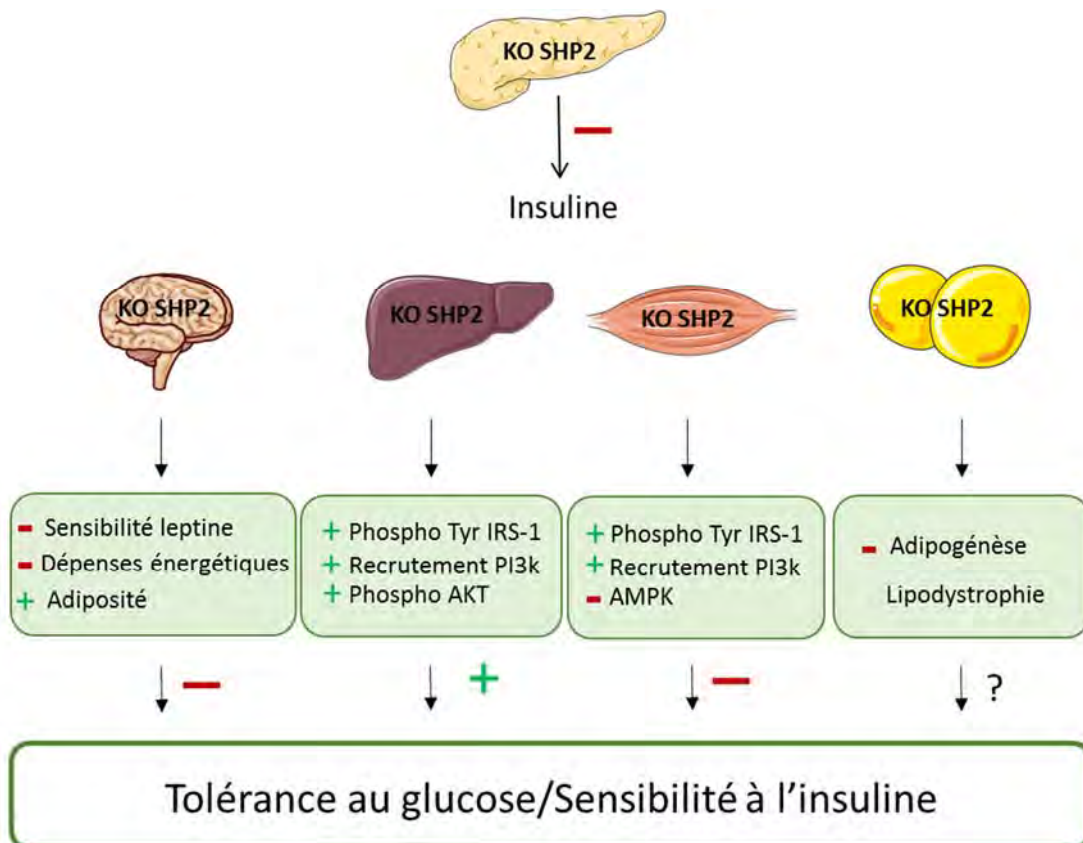 KO SHP2
−
Insuline
KO SHP2
KO SHP2
KO SHP2
KO SHP2
− Sensibilité leptine
− Dépenses énergétiques
+ Adiposité
+ Phospho Tyr IRS-1
+ Recrutement PI3k
+ Phospho AKT
+ Phospho Tyr IRS-1
+ Recrutement PI3k
− AMPK
− Adipogénèse
Lipodystrophie
−
+
−
?
Tolérance au glucose/Sensibilité à l'insuline